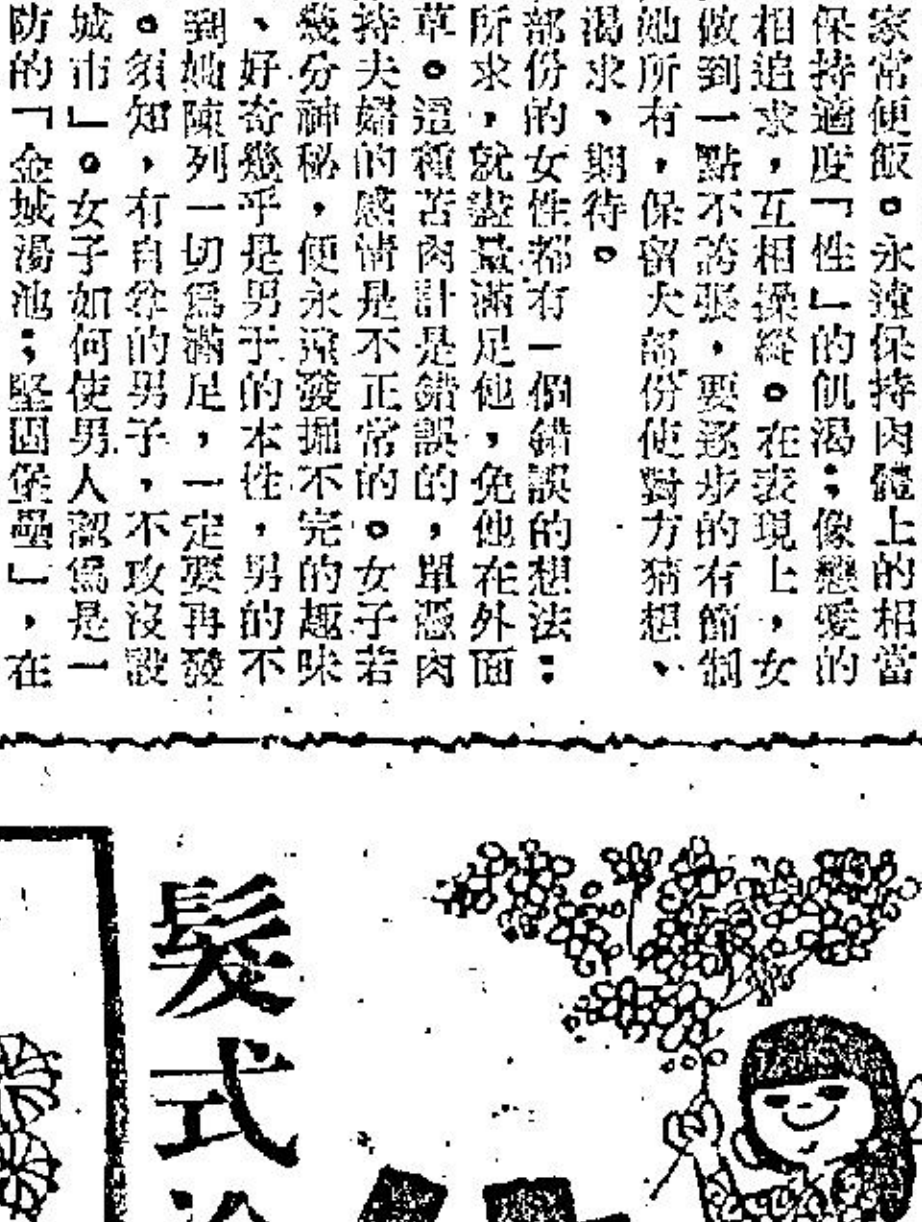 家常便飯。永遠保持肉體上的相當
保持適度「性」的飢渴；像戀愛的
相追求，互相操縱。在表現上，女
做到一點不誇張，要逐步的有節制
她所有，保留大部份使對方猜想、
渴求、期待。
部份的女性都有一個錯誤的想法：
所求，就盡量滿足他，免他在外面
草。這種苦肉計是錯誤的，單憑肉
持夫婦的感情是不正常的。女子若
幾分神秘，便永遠發掘不完的趣味
、好奇幾乎是男子的本性，男的不
到她陳列一切爲滿足，一定要再發
。須知，有自尊的男子，不攻沒設
城市」。女子如何使男人認爲是一
防的「金城湯池；堅固堡壘」，在
髮式